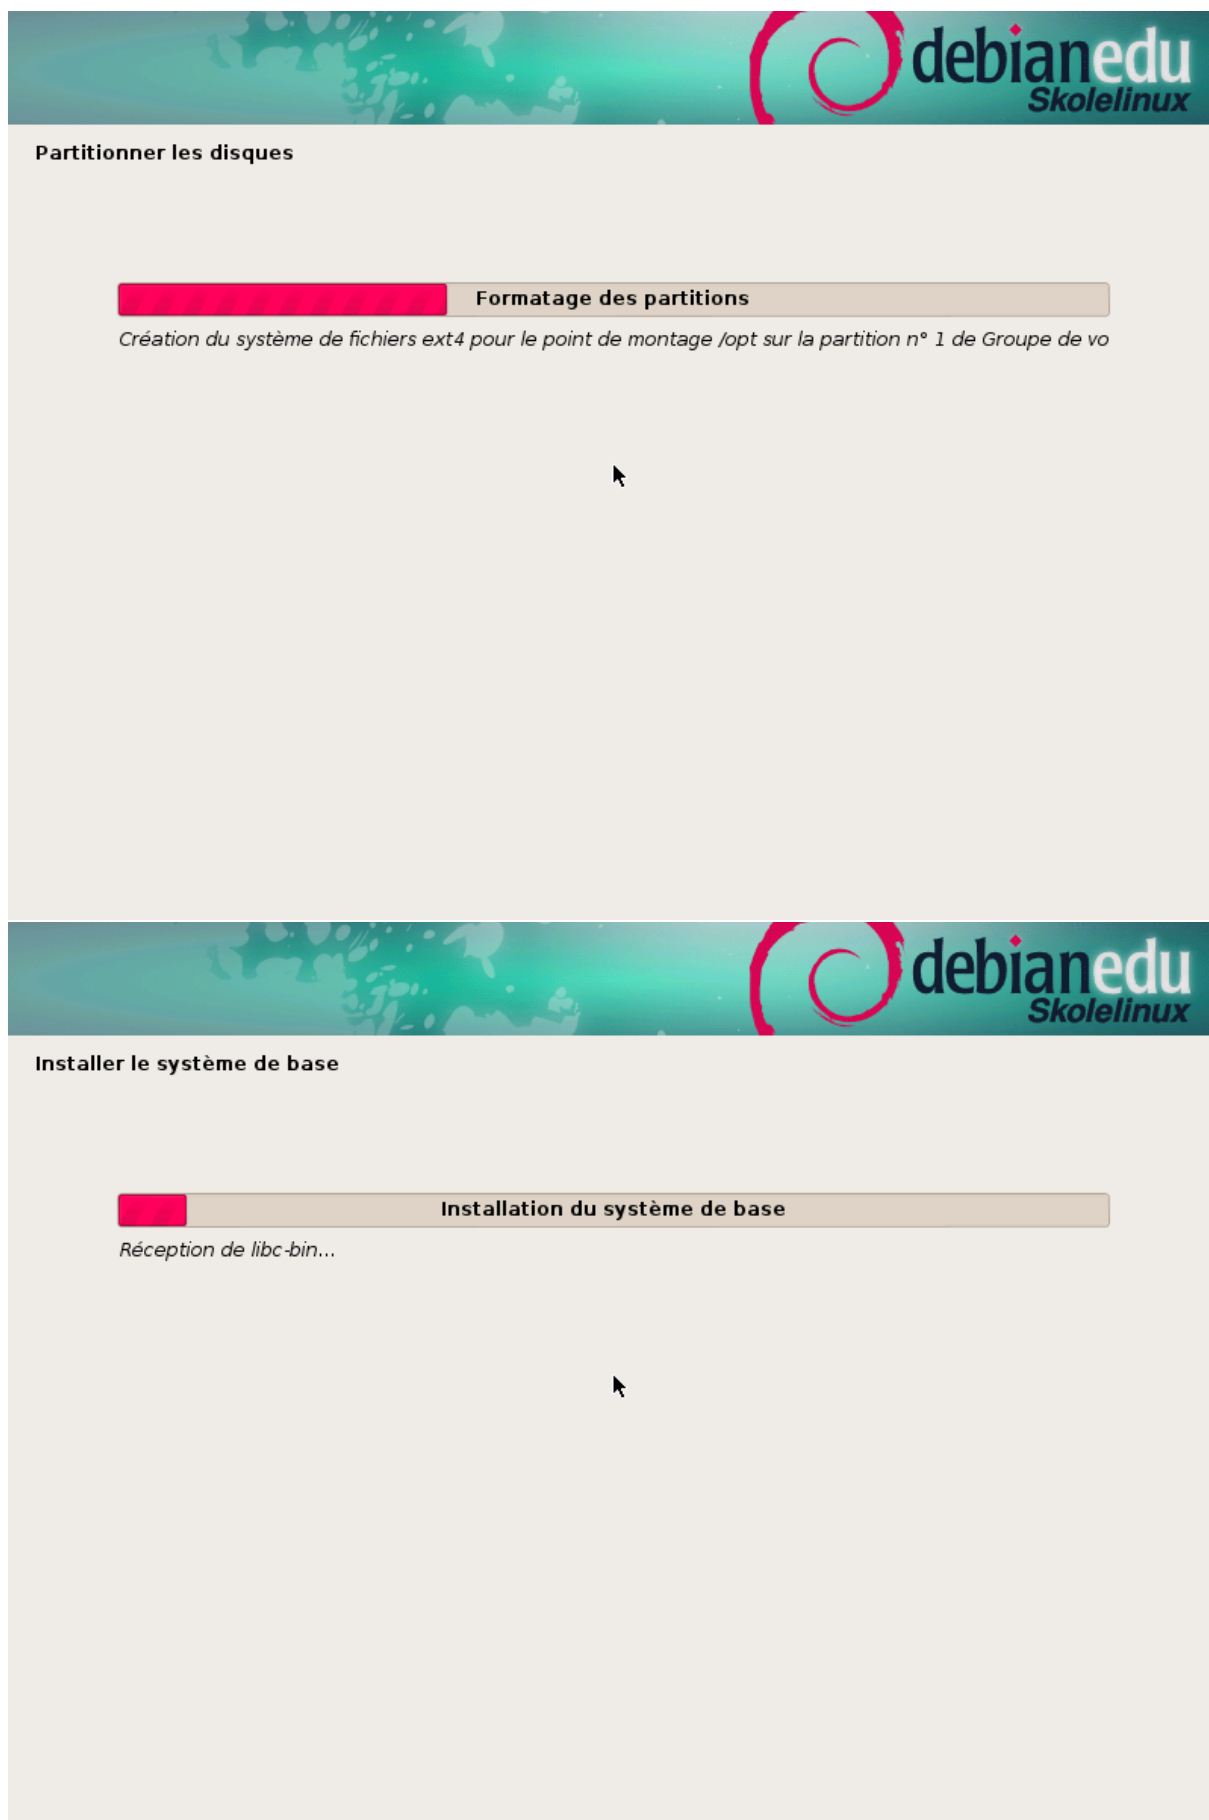 debianedu
Skolelinux
Partitionner les disques
Formatage des partitions
Création du système de fichiers ext4 pour le point de montage /opt sur la partition n° 1 de Groupe de vo
debianedu
Skolelinux
Installer le système de base
Installation du système de base
Réception de libc-bin...